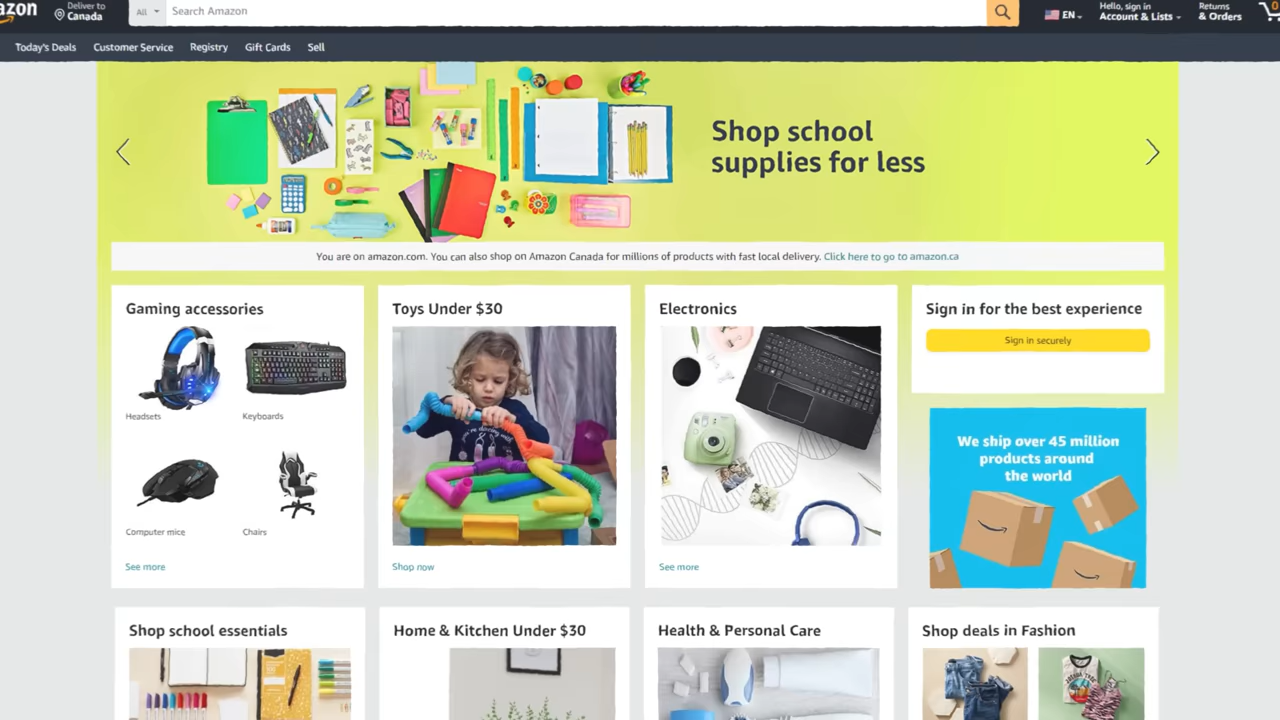 azon
Deliver to
Canada
All
Search Amazon
EN
Hello, sign in
Account & Lists
Returns
& Orders
0
Today's Deals
Customer Service
Registry
Gift Cards
Sell
Shop school
supplies for less
You are on amazon.com. You can also shop on Amazon Canada for millions of products with fast local delivery. Click here to go to amazon.ca
Gaming accessories
Headsets
Keyboards
Computer mice
Chairs
See more
Toys Under $30
Shop now
Electronics
See more
Sign in for the best experience
Sign in securely
We ship over 45 million
products around
the world
Shop school essentials
Home & Kitchen Under $30
Health & Personal Care
Shop deals in Fashion